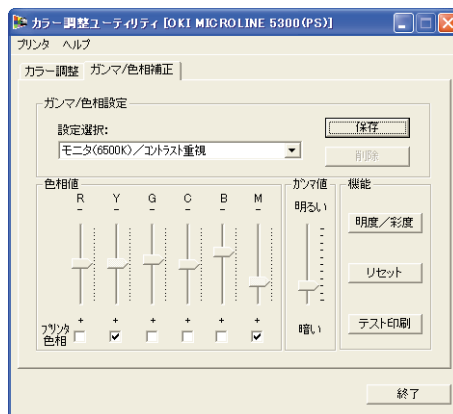 カラー調整ユーティリティ [OKI MICROLINE 5300(PS)]
プリンタ ヘルプ
カラー調整 ガンマ/色相補正
ガンマ/色相設定
設定選択:
保存
モニタ(6500K)/コントラスト重視
削除
色相値 ガンマ値 機能
R Y G C B M 明るい
- - - - - -
明度/彩度
リセット
+ + + + + + 暗い テスト印刷
プリンタ
色相
終了